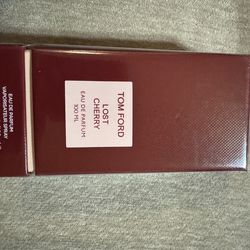 TOM FORD
LOST
CHERRY
EAU DE PARFUM
100 ML
EAU DE PARFUM
VAPORISATEUR SPRAY